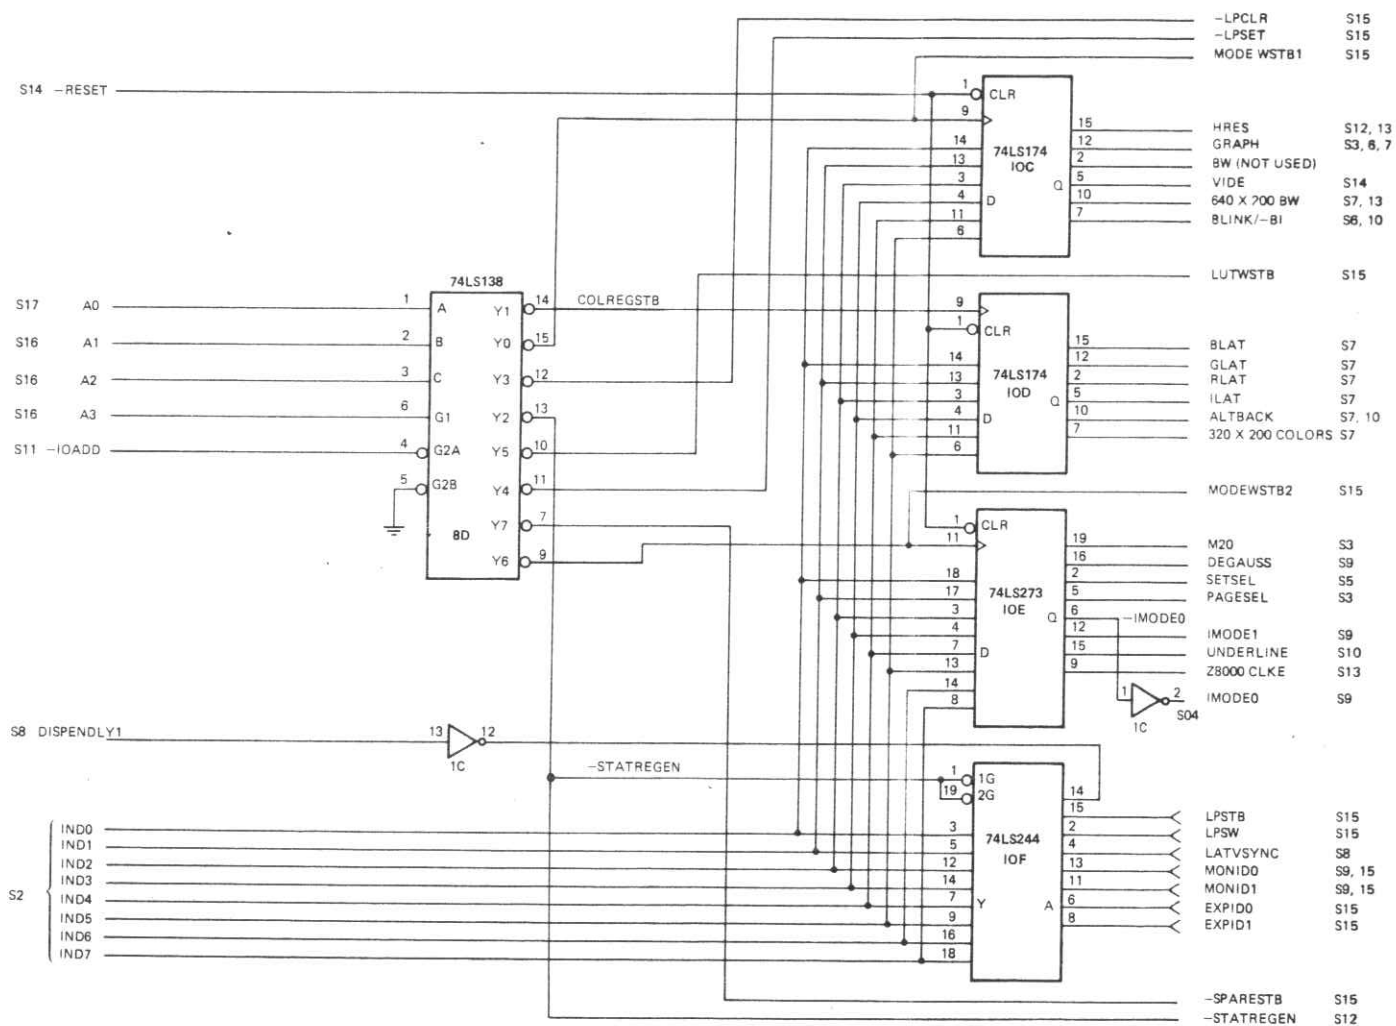 -LPCLR S15
-LPSET S15
MODE WSTB1 S15
S14 -RESET
1 CLR
9
14
13
3
4 D
11
6
74LS174
IOC
Q
15 HRES S12, 13
12 GRAPH S3, 6, 7
2 BW (NOT USED)
5 VIDE S14
10 640 X 200 BW S7, 13
7 BLINK/-BI S6, 10
LUTWSTB S15
74LS138
S17 A0 1 A
S16 A1 2 B
S16 A2 3 C
S16 A3 6 G1
S11 -IOADD 4 G2A
5 G2B
8D
Y1 14 COLREGSTB
Y0 15
Y3 12
Y2 13
Y5 10
Y4 11
Y7 7
Y6 9
9
1 CLR
14
13
3
4 D
11
6
74LS174
IOD
Q
15 BLAT S7
12 GLAT S7
2 RLAT S7
5 ILAT S7
10 ALTBACK S7, 10
7 320 X 200 COLORS S7
MODEWSTB2 S15
1 CLR
11
18
17
3
4
7 D
13
14
8
74LS273
IOE
Q
19 M20 S3
16 DEGAUSS S9
2 SETSEL S5
5 PAGESEL S3
6 -IMODE0
12 IMODE1 S9
15 UNDERLINE S10
9 Z8000 CLKE S13
1 2 IMODE0 S9
S04
1C
S8 DISPENDLY1 13 12
1C
-STATREGEN
1 1G
19 2G
14
74LS244
IOF
Y A
15 LPSTB S15
2 LPSW S15
4 LATVSYNC S8
13 MONID0 S9, 15
11 MONID1 S9, 15
6 EXPID0 S15
8 EXPID1 S15
S2
IND0 3
IND1 5
IND2 12
IND3 14
IND4 7
IND5 9
IND6 16
IND7 18
-SPARESTB S15
-STATREGEN S12